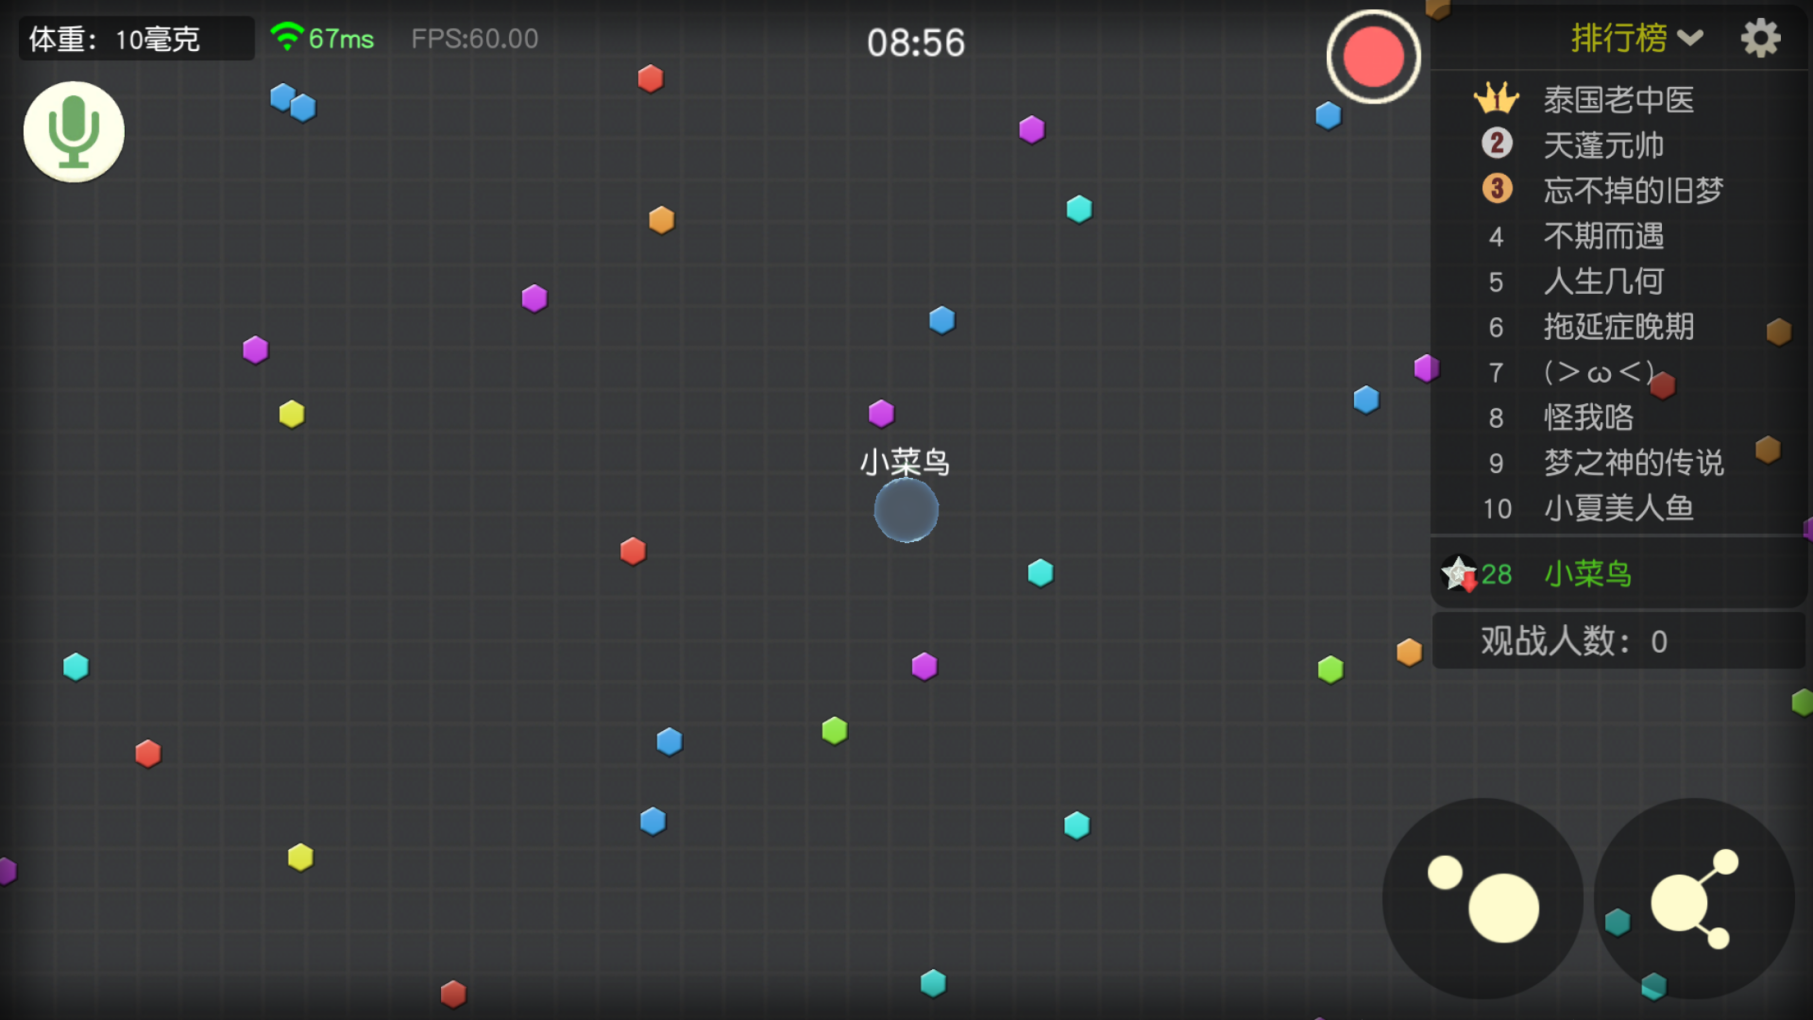 体重：10毫克 67ms FPS:60.00 08:56 排行榜
1 泰国老中医
2 天蓬元帅
3 忘不掉的旧梦
4 不期而遇
5 人生几何
6 拖延症晚期
7 (＞ω＜)
8 怪我咯
9 梦之神的传说
10 小夏美人鱼
小菜鸟
28 小菜鸟
观战人数：0